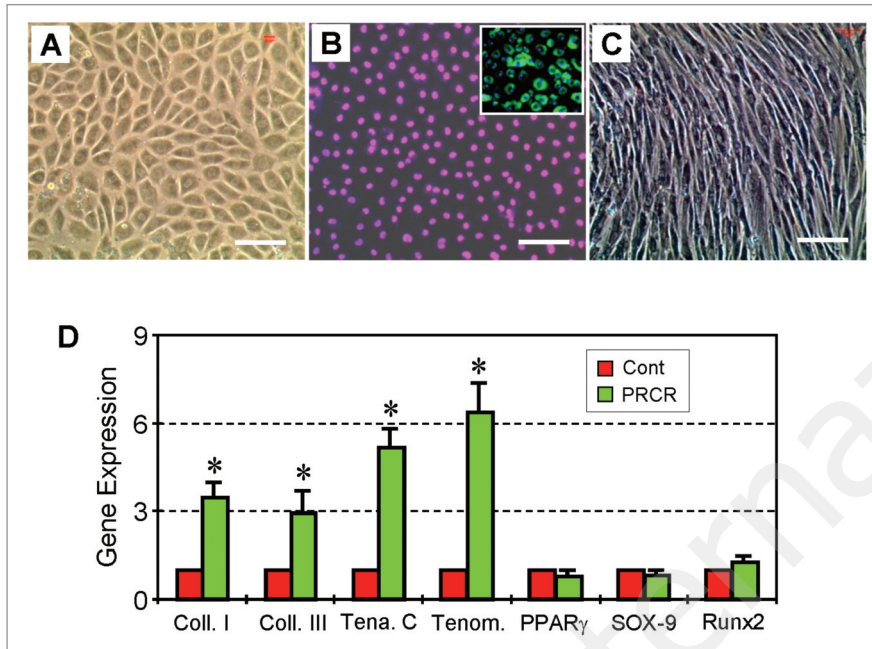 A
B
C
D
9
6
3
0
Gene Expression
Cont
PRCR
*
*
*
*
Coll. I
Coll. III
Tena. C
Tenom.
PPARγ
SOX-9
Runx2